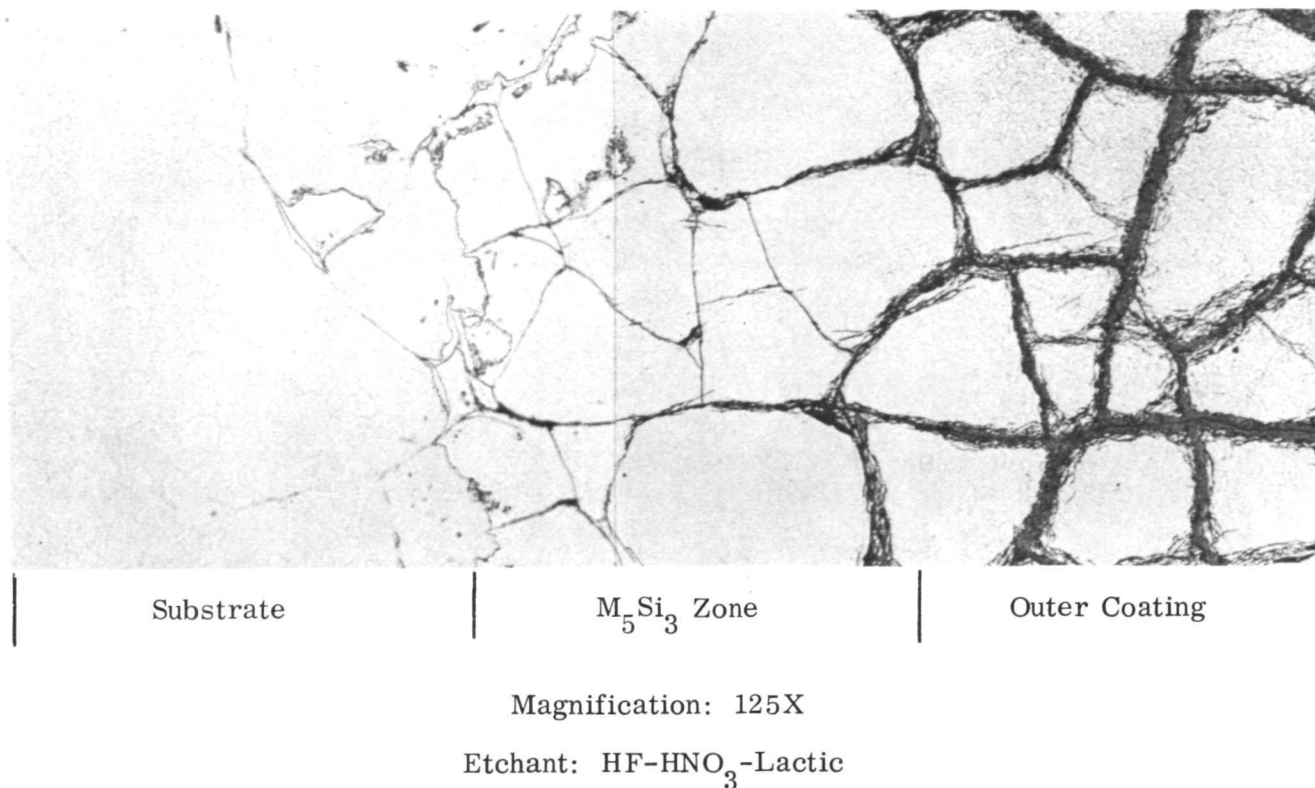 Substrate M₅Si₃ Zone Outer Coating
Magnification: 125X
Etchant: HF-HNO₃-Lactic